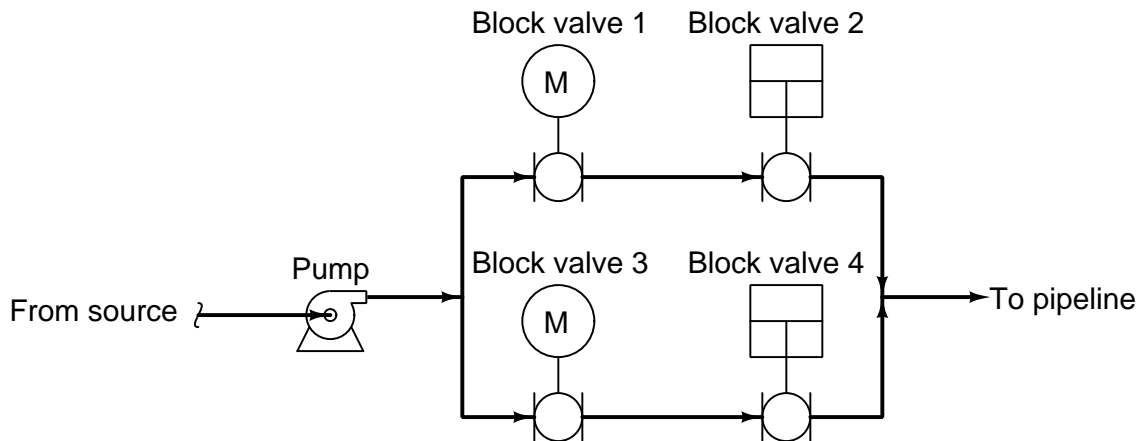 Block valve 1
Block valve 2
M
Pump
Block valve 3
Block valve 4
From source
M
To pipeline